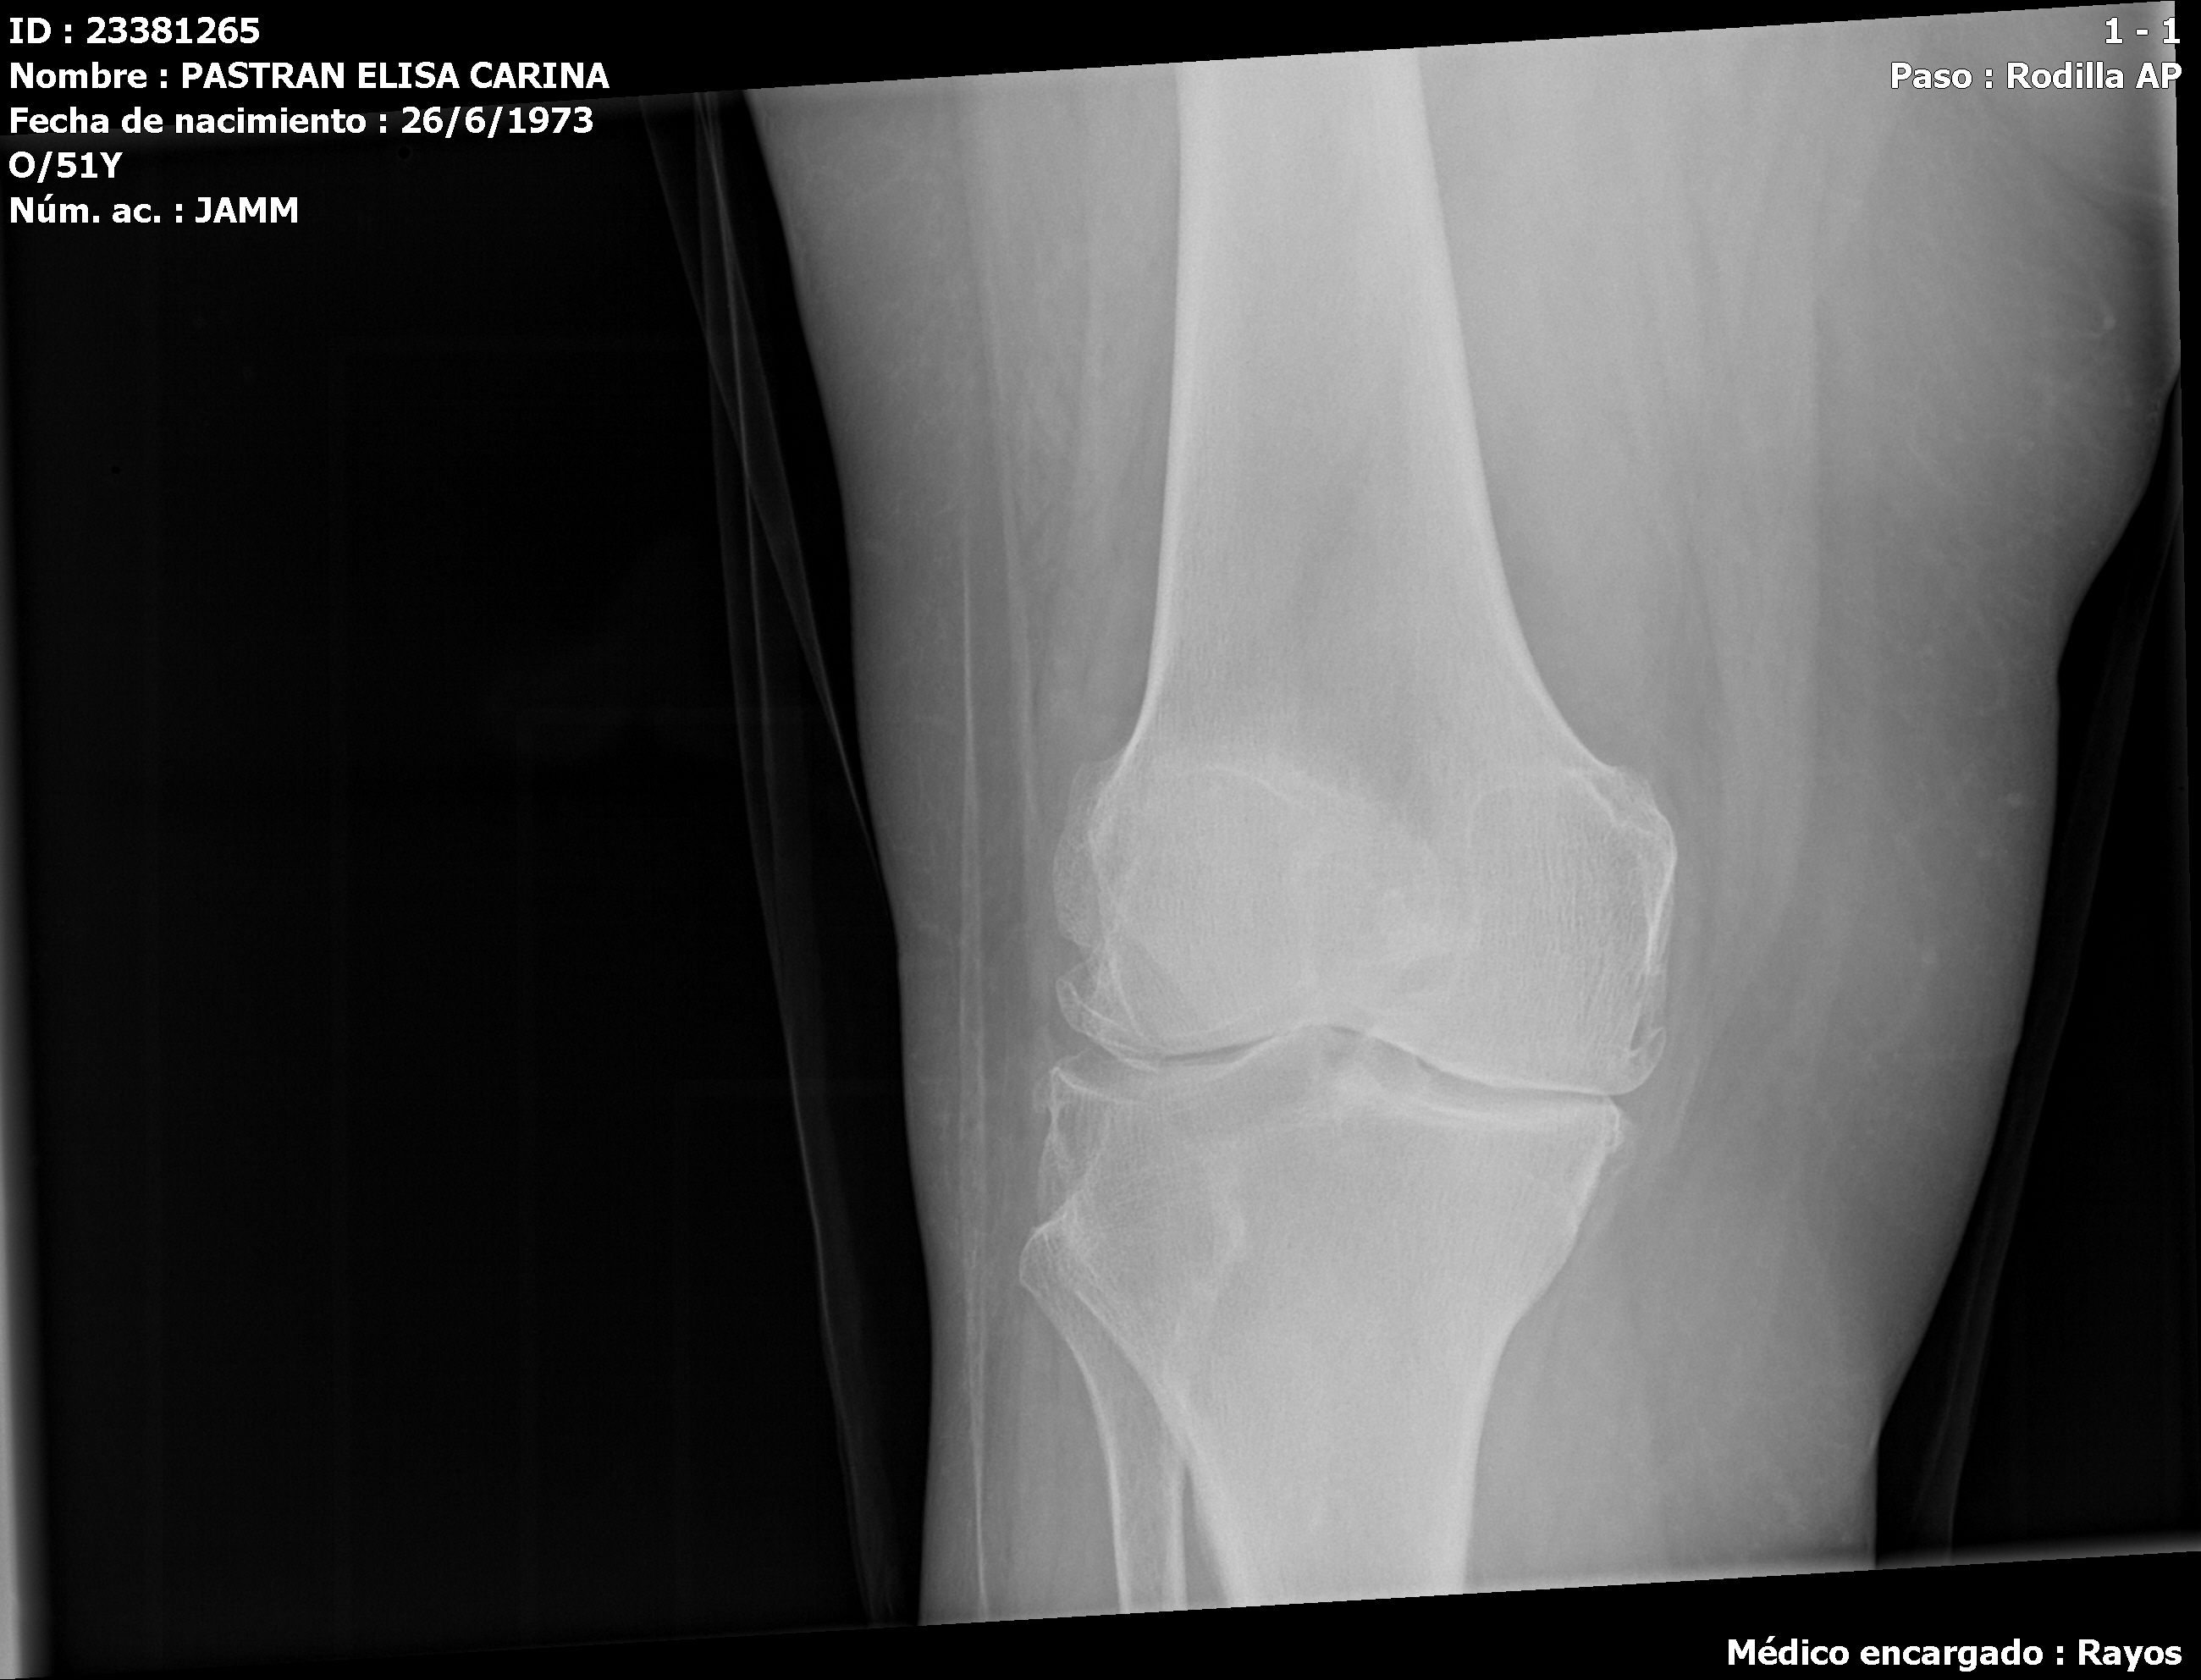 ID : 23381265
Nombre : PASTRAN ELISA CARINA
Fecha de nacimiento : 26/6/1973
O/51Y
Núm. ac. : JAMM
1 - 1
Paso : Rodilla AP
Médico encargado : Rayos